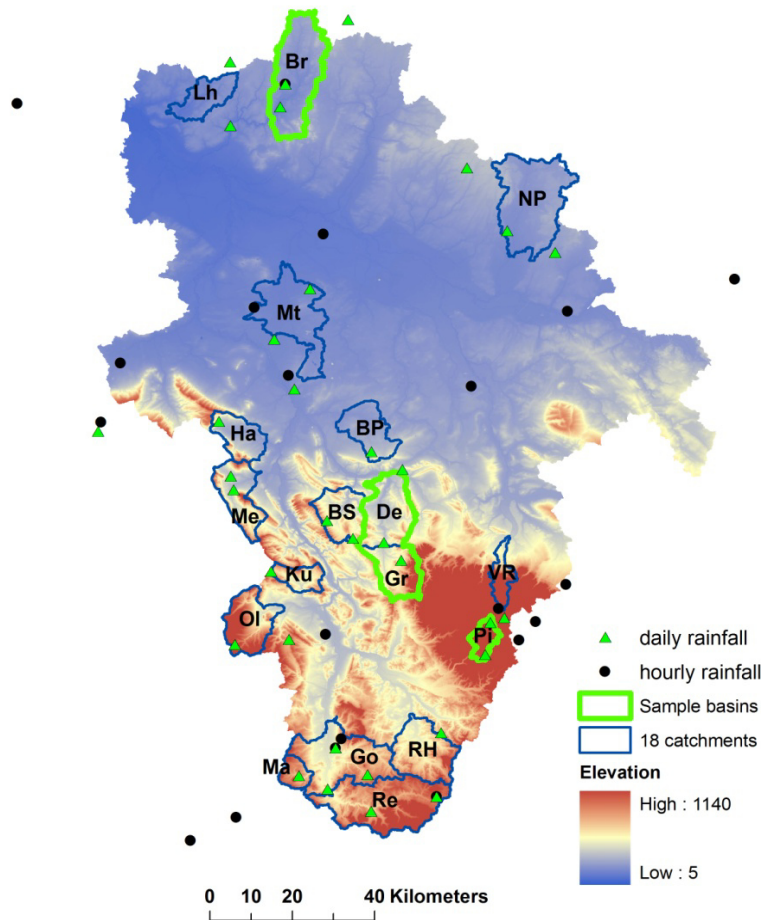 Br
Lh
NP
Mt
Ha
BP
Me
BS
De
Ku
Gr
VR
Ol
Pi
daily rainfall
hourly rainfall
Sample basins
18 catchments
Ma
Go
RH
Re
Elevation
High : 1140
Low : 5
0 10 20 40 Kilometers